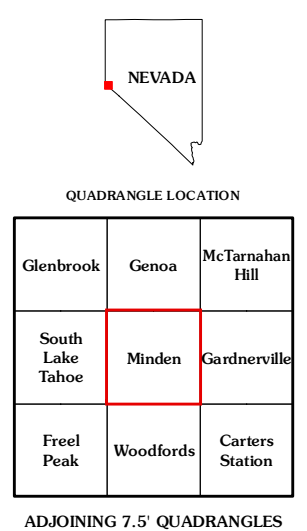 NEVADA
QUADRANGLE LOCATION
Glenbrook
Genoa
McTarnahan
Hill
South
Lake
Tahoe
Minden
Gardnerville
Freel
Peak
Woodfords
Carters
Station
ADJOINING 7.5' QUADRANGLES